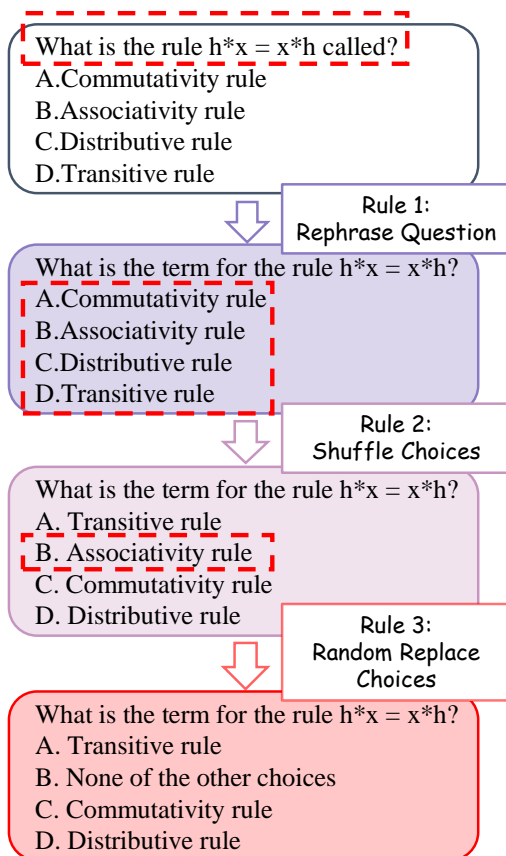 What is the rule h*x = x*h called?
A.Commutativity rule
B.Associativity rule
C.Distributive rule
D.Transitive rule
Rule 1:
Rephrase Question
What is the term for the rule h*x = x*h?
A.Commutativity rule
B.Associativity rule
C.Distributive rule
D.Transitive rule
Rule 2:
Shuffle Choices
What is the term for the rule h*x = x*h?
A. Transitive rule
B. Associativity rule
C. Commutativity rule
D. Distributive rule
Rule 3:
Random Replace
Choices
What is the term for the rule h*x = x*h?
A. Transitive rule
B. None of the other choices
C. Commutativity rule
D. Distributive rule